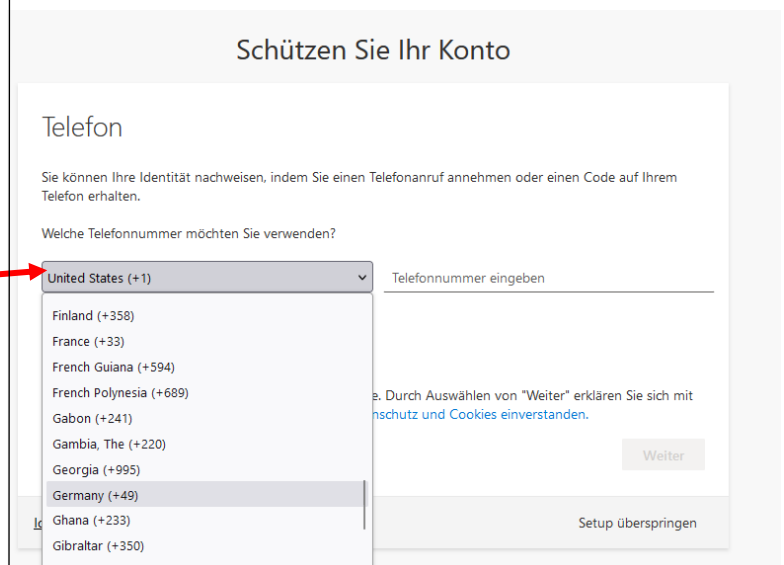 Schützen Sie Ihr Konto
Telefon
Sie können Ihre Identität nachweisen, indem Sie einen Telefonanruf annehmen oder einen Code auf Ihrem
Telefon erhalten.
Welche Telefonnummer möchten Sie verwenden?
United States (+1)
Telefonnummer eingeben
Finland (+358)
France (+33)
French Guiana (+594)
French Polynesia (+689)
e. Durch Auswählen von "Weiter" erklären Sie sich mit
Gabon (+241)
nschutz und Cookies einverstanden.
Gambia, The (+220)
Georgia (+995)
Weiter
Germany (+49)
Ghana (+233)
Setup überspringen
Gibraltar (+350)